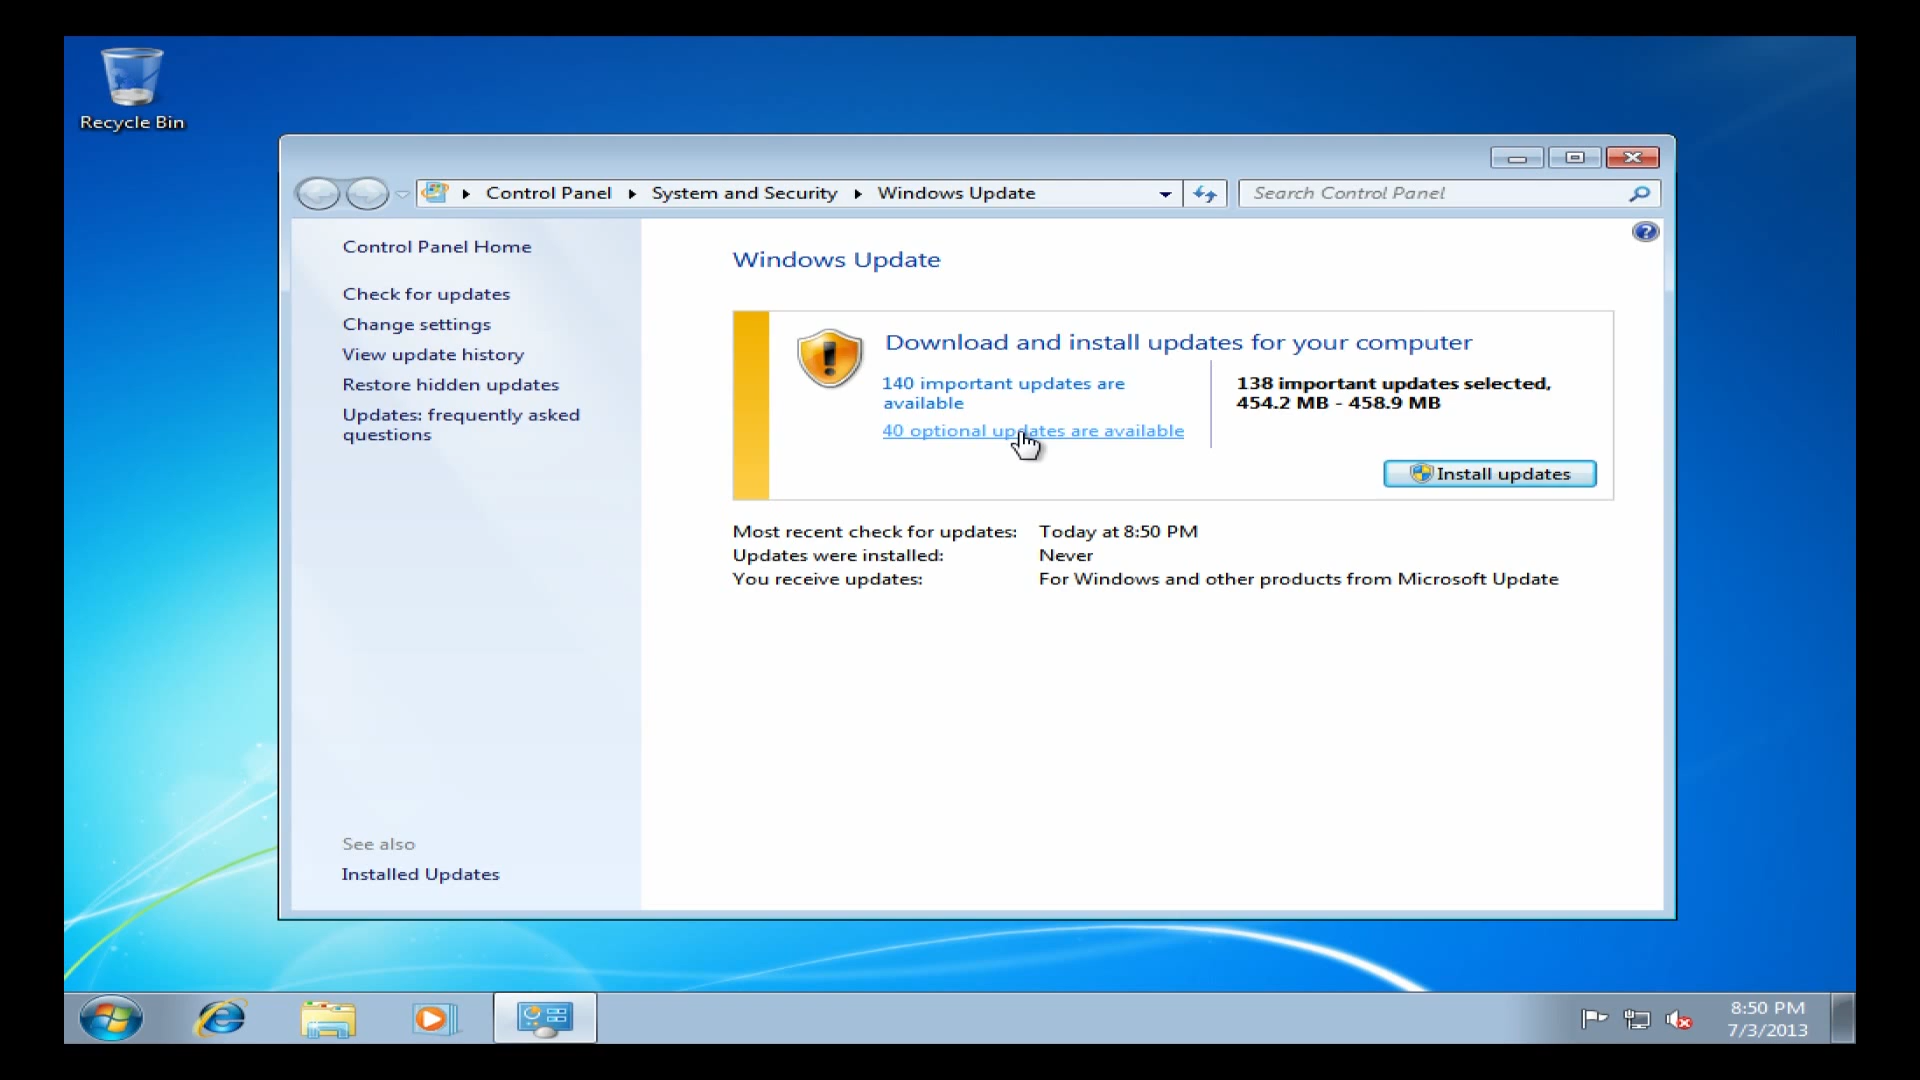 Recycle Bin
Control Panel
System and Security
Windows Update
Search Control Panel
Control Panel Home
Check for updates
Change settings
View update history
Restore hidden updates
Updates: frequently asked
questions
See also
Installed Updates
Windows Update
Download and install updates for your computer
140 important updates are
available
40 optional updates are available
138 important updates selected,
454.2 MB - 458.9 MB
Install updates
Most recent check for updates: Today at 8:50 PM
Updates were installed: Never
You receive updates: For Windows and other products from Microsoft Update
8:50 PM
7/3/2013